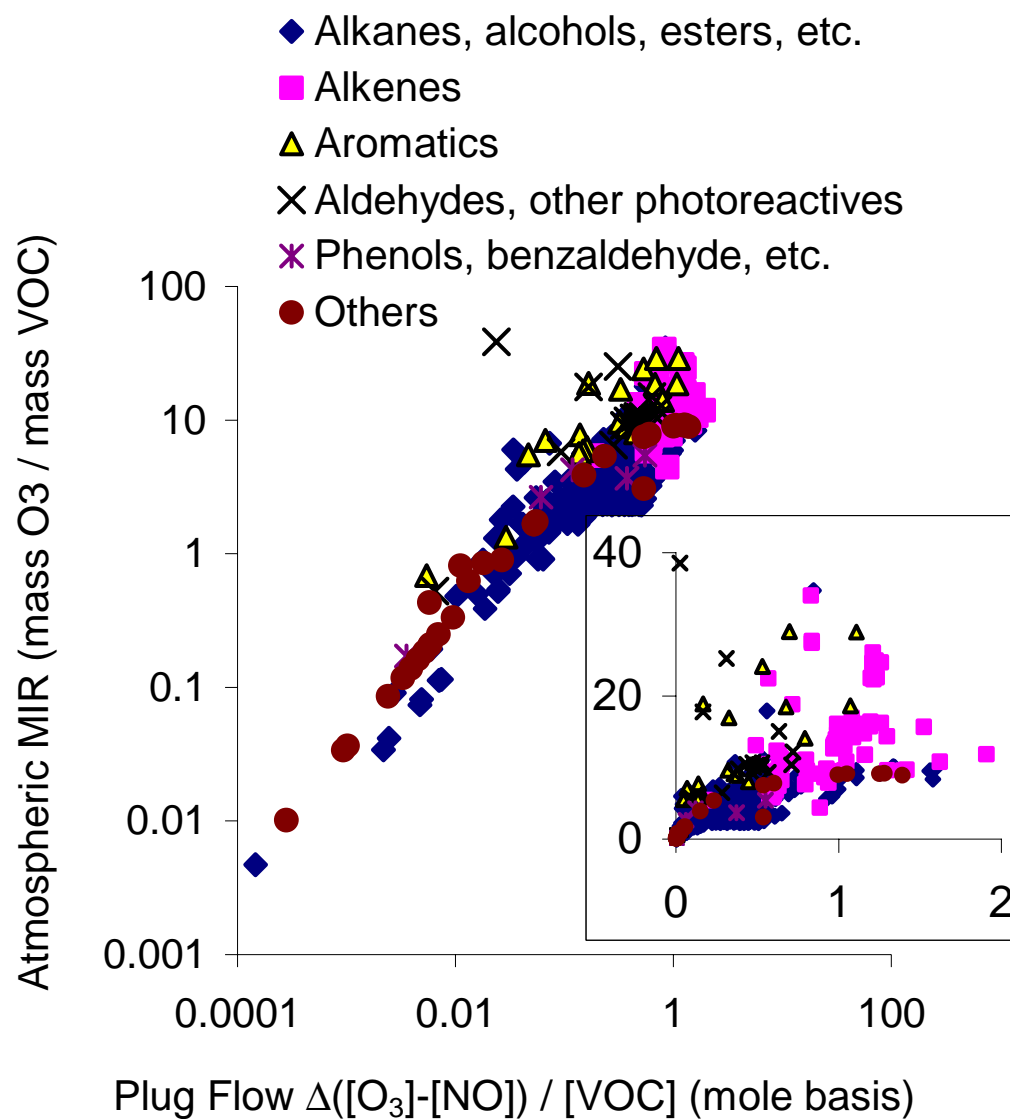 Alkanes, alcohols, esters, etc.
Alkenes
Aromatics
Aldehydes, other photoreactives
Phenols, benzaldehyde, etc.
Others
Atmospheric MIR (mass O3 / mass VOC)
100
10
1
0.1
0.01
0.001
0.0001
0.01
1
100
40
20
0
0
1
2
Plug Flow Δ([O₃]-[NO]) / [VOC] (mole basis)